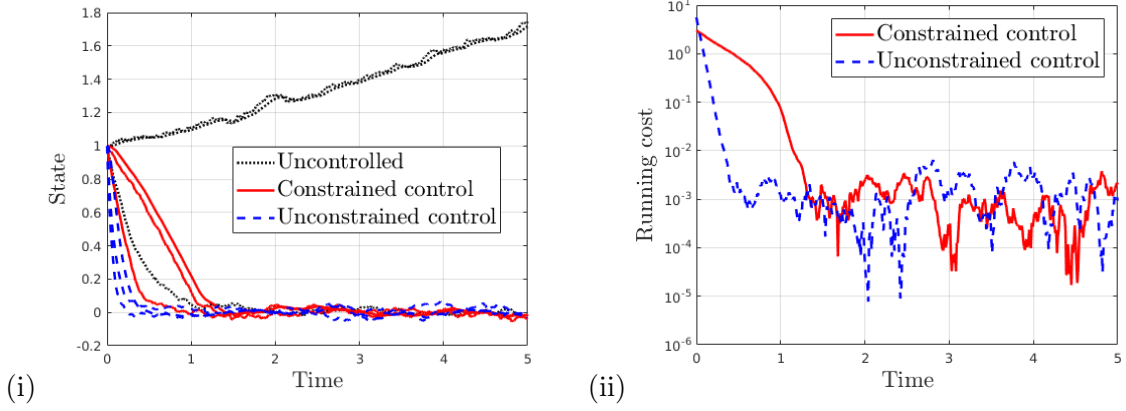 1.8
1.6
1.4
1.2
1
0.8
0.6
0.4
0.2
0
-0.2
State
Uncontrolled
Constrained control
Unconstrained control
0 1 2 3 4 5
Time
(i)
10^1
10^0
10^-1
10^-2
10^-3
10^-4
10^-5
10^-6
Running cost
Constrained control
Unconstrained control
0 1 2 3 4 5
Time
(ii)